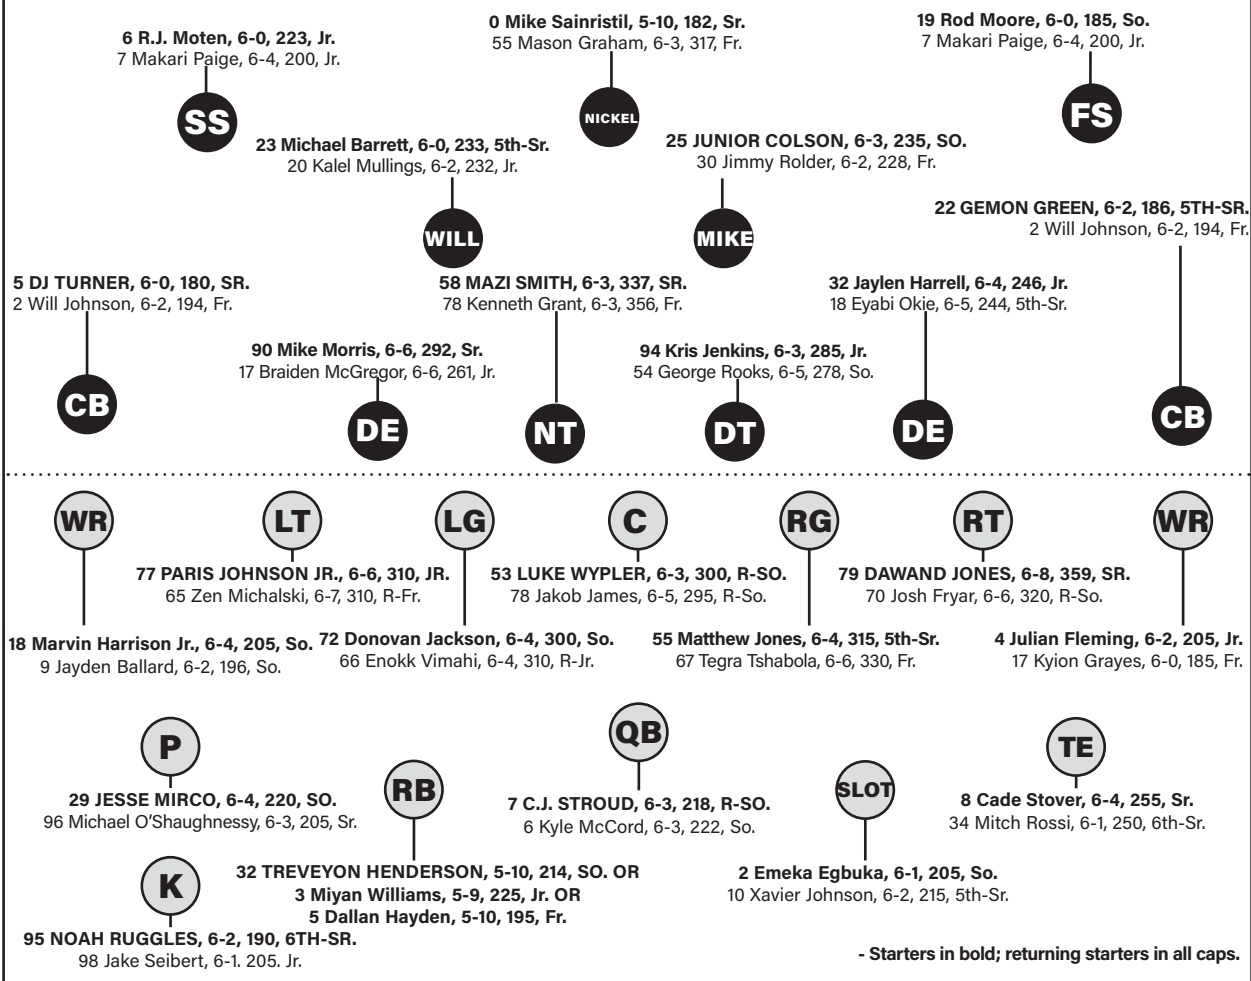 6 R.J. Moten, 6-0, 223, Jr.
7 Makari Paige, 6-4, 200, Jr.
SS
0 Mike Sainristil, 5-10, 182, Sr.
55 Mason Graham, 6-3, 317, Fr.
NICKEL
19 Rod Moore, 6-0, 185, So.
7 Makari Paige, 6-4, 200, Jr.
FS
23 Michael Barrett, 6-0, 233, 5th-Sr.
20 Kalel Mullings, 6-2, 232, Jr.
WILL
25 JUNIOR COLSON, 6-3, 235, SO.
30 Jimmy Rolder, 6-2, 228, Fr.
MIKE
22 GEMON GREEN, 6-2, 186, 5TH-SR.
2 Will Johnson, 6-2, 194, Fr.
CB
5 DJ TURNER, 6-0, 180, SR.
2 Will Johnson, 6-2, 194, Fr.
CB
58 MAZI SMITH, 6-3, 337, SR.
78 Kenneth Grant, 6-3, 356, Fr.
NT
32 Jaylen Harrell, 6-4, 246, Jr.
18 Eyabi Okie, 6-5, 244, 5th-Sr.
DE
90 Mike Morris, 6-6, 292, Sr.
17 Braiden McGregor, 6-6, 261, Jr.
DE
94 Kris Jenkins, 6-3, 285, Jr.
54 George Rooks, 6-5, 278, So.
DT
WR
18 Marvin Harrison Jr., 6-4, 205, So.
9 Jayden Ballard, 6-2, 196, So.
LT
77 PARIS JOHNSON JR., 6-6, 310, JR.
65 Zen Michalski, 6-7, 310, R-Fr.
LG
72 Donovan Jackson, 6-4, 300, So.
66 Enokk Vimahi, 6-4, 310, R-Jr.
C
53 LUKE WYPLER, 6-3, 300, R-SO.
78 Jakob James, 6-5, 295, R-So.
RG
55 Matthew Jones, 6-4, 315, 5th-Sr.
67 Tegra Tshabola, 6-6, 330, Fr.
RT
79 DAWAND JONES, 6-8, 359, SR.
70 Josh Fryar, 6-6, 320, R-So.
WR
4 Julian Fleming, 6-2, 205, Jr.
17 Kyion Grayes, 6-0, 185, Fr.
P
29 JESSE MIRCO, 6-4, 220, SO.
96 Michael O'Shaughnessy, 6-3, 205, Sr.
RB
32 TREVEYON HENDERSON, 5-10, 214, SO. OR
3 Miyan Williams, 5-9, 225, Jr. OR
5 Dallan Hayden, 5-10, 195, Fr.
QB
7 C.J. STROUD, 6-3, 218, R-SO.
6 Kyle McCord, 6-3, 222, So.
SLOT
2 Emeka Egbuka, 6-1, 205, So.
10 Xavier Johnson, 6-2, 215, 5th-Sr.
TE
8 Cade Stover, 6-4, 255, Sr.
34 Mitch Rossi, 6-1, 250, 6th-Sr.
K
95 NOAH RUGGLES, 6-2, 190, 6TH-SR.
98 Jake Seibert, 6-1. 205. Jr.
- Starters in bold; returning starters in all caps.